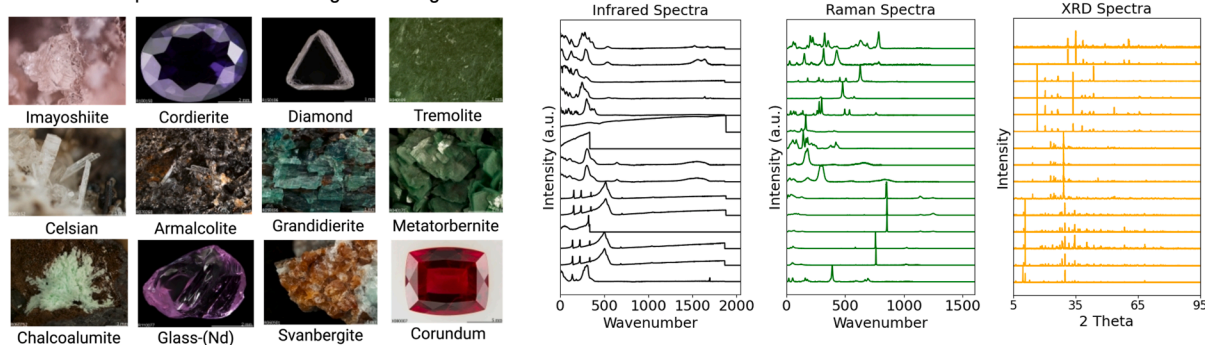 Imayoshiite Cordierite Diamond Tremolite
Celsian Armalcolite Grandidierite Metatorbernite
Chalcoalumite Glass-(Nd) Svanbergite Corundum
Infrared Spectra
Intensity (a.u.)
0 500 1000 1500 2000
Wavenumber
Raman Spectra
Intensity (a.u.)
0 500 1000 1500
Wavenumber
XRD Spectra
Intensity
5 35 65 95
2 Theta